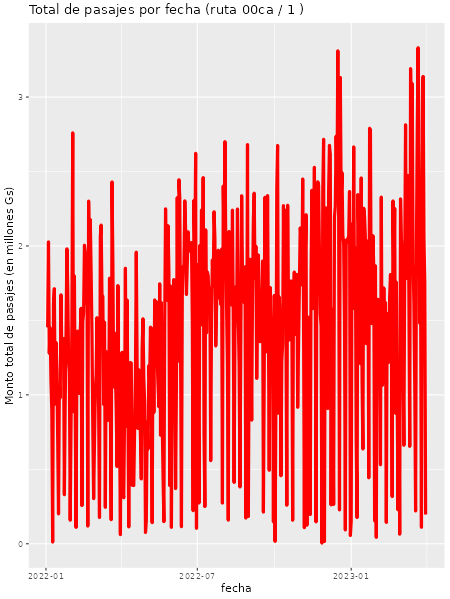 Total de pasajes por fecha (ruta 00ca / 1 )
Monto total de pasajes (en millones Gs)
3
2
1
0
2022-01
2022-07
2023-01
fecha